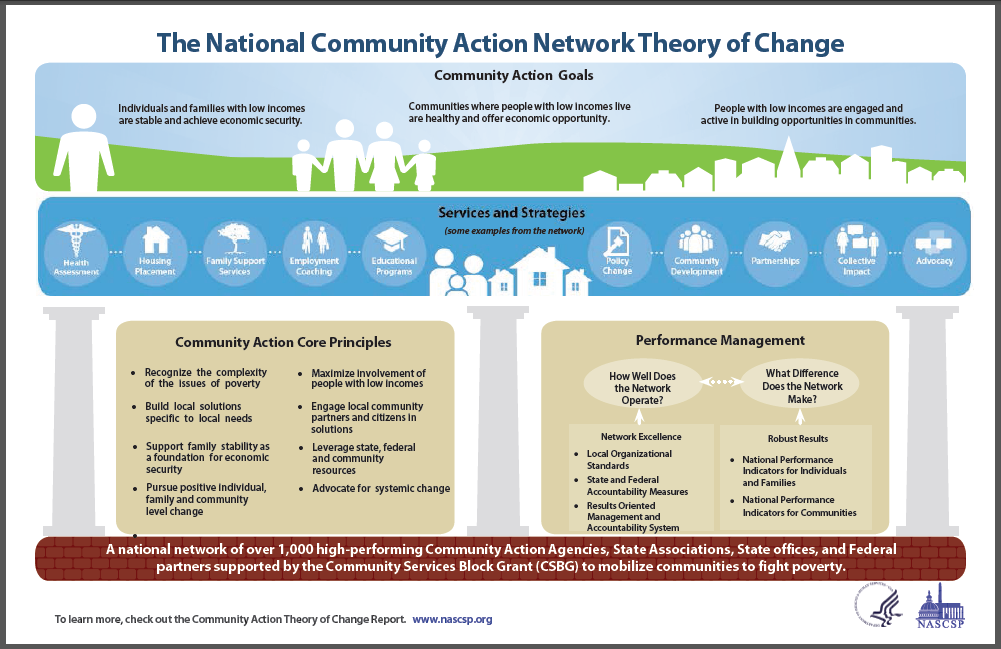 The National Community Action Network Theory of Change
Community Action Goals
Individuals and families with low incomes
are stable and achieve economic security.
Communities where people with low incomes live
are healthy and offer economic opportunity.
People with low incomes are engaged and
active in building opportunities in communities.
Services and Strategies
(some examples from the network)
Health
Assessment
Housing
Placement
Family Support
Services
Employment
Coaching
Educational
Programs
Policy
Change
Community
Development
Partnerships
Collective
Impact
Advocacy
Community Action Core Principles
• Recognize the complexity
of the issues of poverty
• Build local solutions
specific to local needs
• Support family stability as
a foundation for economic
security
• Pursue positive individual,
family and community
level change
•
• Maximize involvement of
people with low incomes
• Engage local community
partners and citizens in
solutions
• Leverage state, federal
and community
resources
• Advocate for systemic change
Performance Management
How Well Does
the Network
Operate?
What Difference
Does the Network
Make?
Network Excellence
• Local Organizational
Standards
• State and Federal
Accountability Measures
• Results Oriented
Management and
Accountability System
Robust Results
• National Performance
Indicators for Individuals
and Families
• National Performance
Indicators for Communities
A national network of over 1,000 high-performing Community Action Agencies, State Associations, State offices, and Federal
partners supported by the Community Services Block Grant (CSBG) to mobilize communities to fight poverty.
To learn more, check out the Community Action Theory of Change Report. www.nascsp.org
NASCSP